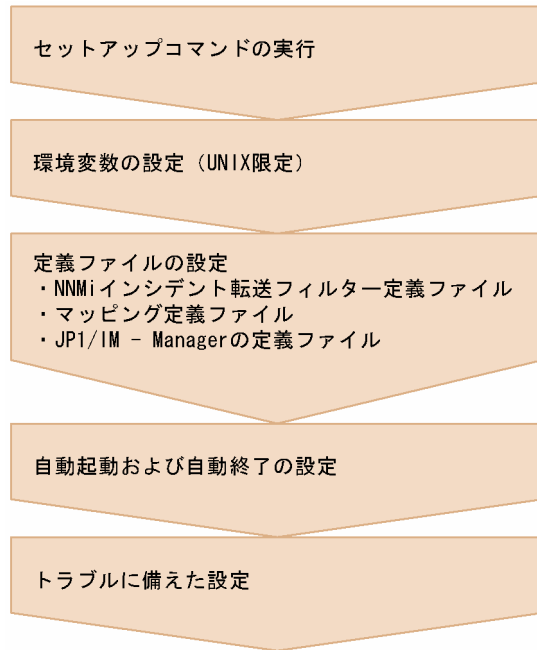 セットアップコマンドの実行
環境変数の設定（UNIX限定）
定義ファイルの設定
・NNMiインシデント転送フィルター定義ファイル
・マッピング定義ファイル
・JP1/IM - Managerの定義ファイル
自動起動および自動終了の設定
トラブルに備えた設定